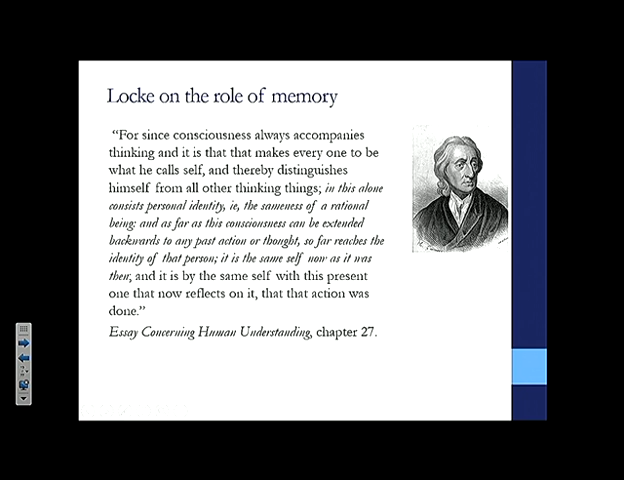 Locke on the role of memory
“For since consciousness always accompanies
thinking and it is that that makes every one to be
what he calls self, and thereby distinguishes
himself from all other thinking things; in this alone
consists personal identity, ie, the sameness of a rational
being: and as far as this consciousness can be extended
backwards to any past action or thought, so far reaches the
identity of that person; it is the same self now as it was
then; and it is by the same self with this present
one that now reflects on it, that that action was
done.”
Essay Concerning Human Understanding, chapter 27.